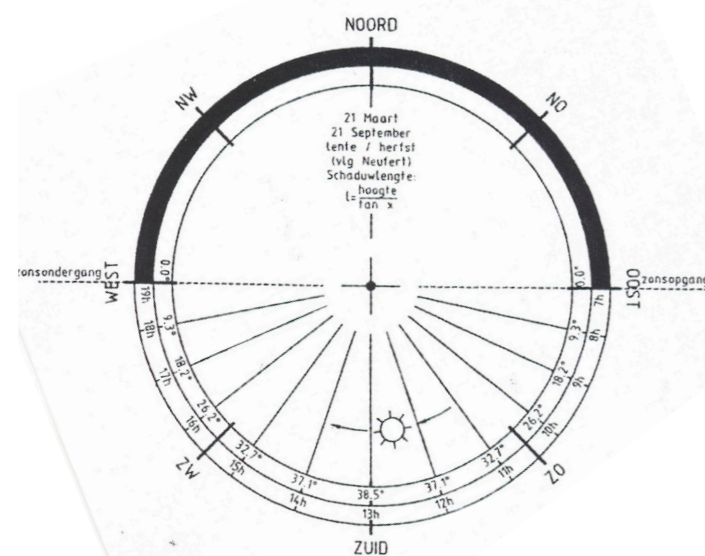 NOORD
NW
NO
21 Maart
21 September
lente / herfst
(vlg Neufert)
Schaduwlengte:
l= hoogte
tan x
zonsondergang
WEST
0.0°
0.0°
OOST
zonsopgang
19h
7h
18h
9.3°
9.3°
8h
17h
18.2°
18.2°
9h
16h
26.2°
26.2°
10h
ZW
15h
32.7°
32.7°
11h
ZO
14h
37.1°
38.5°
37.1°
12h
13h
ZUID